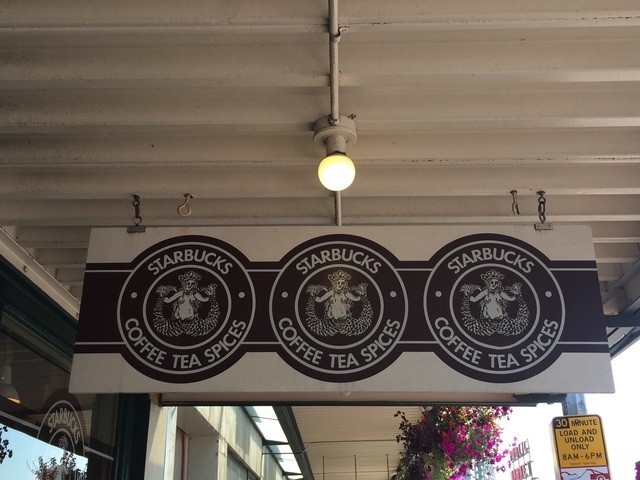 STARBUCKS
COFFEE TEA SPICES
STARBUCKS
COFFEE TEA SPICES
STARBUCKS
COFFEE TEA SPICES
STARBUCKS
30 MINUTE
LOAD AND
UNLOAD
ONLY
8AM-6PM